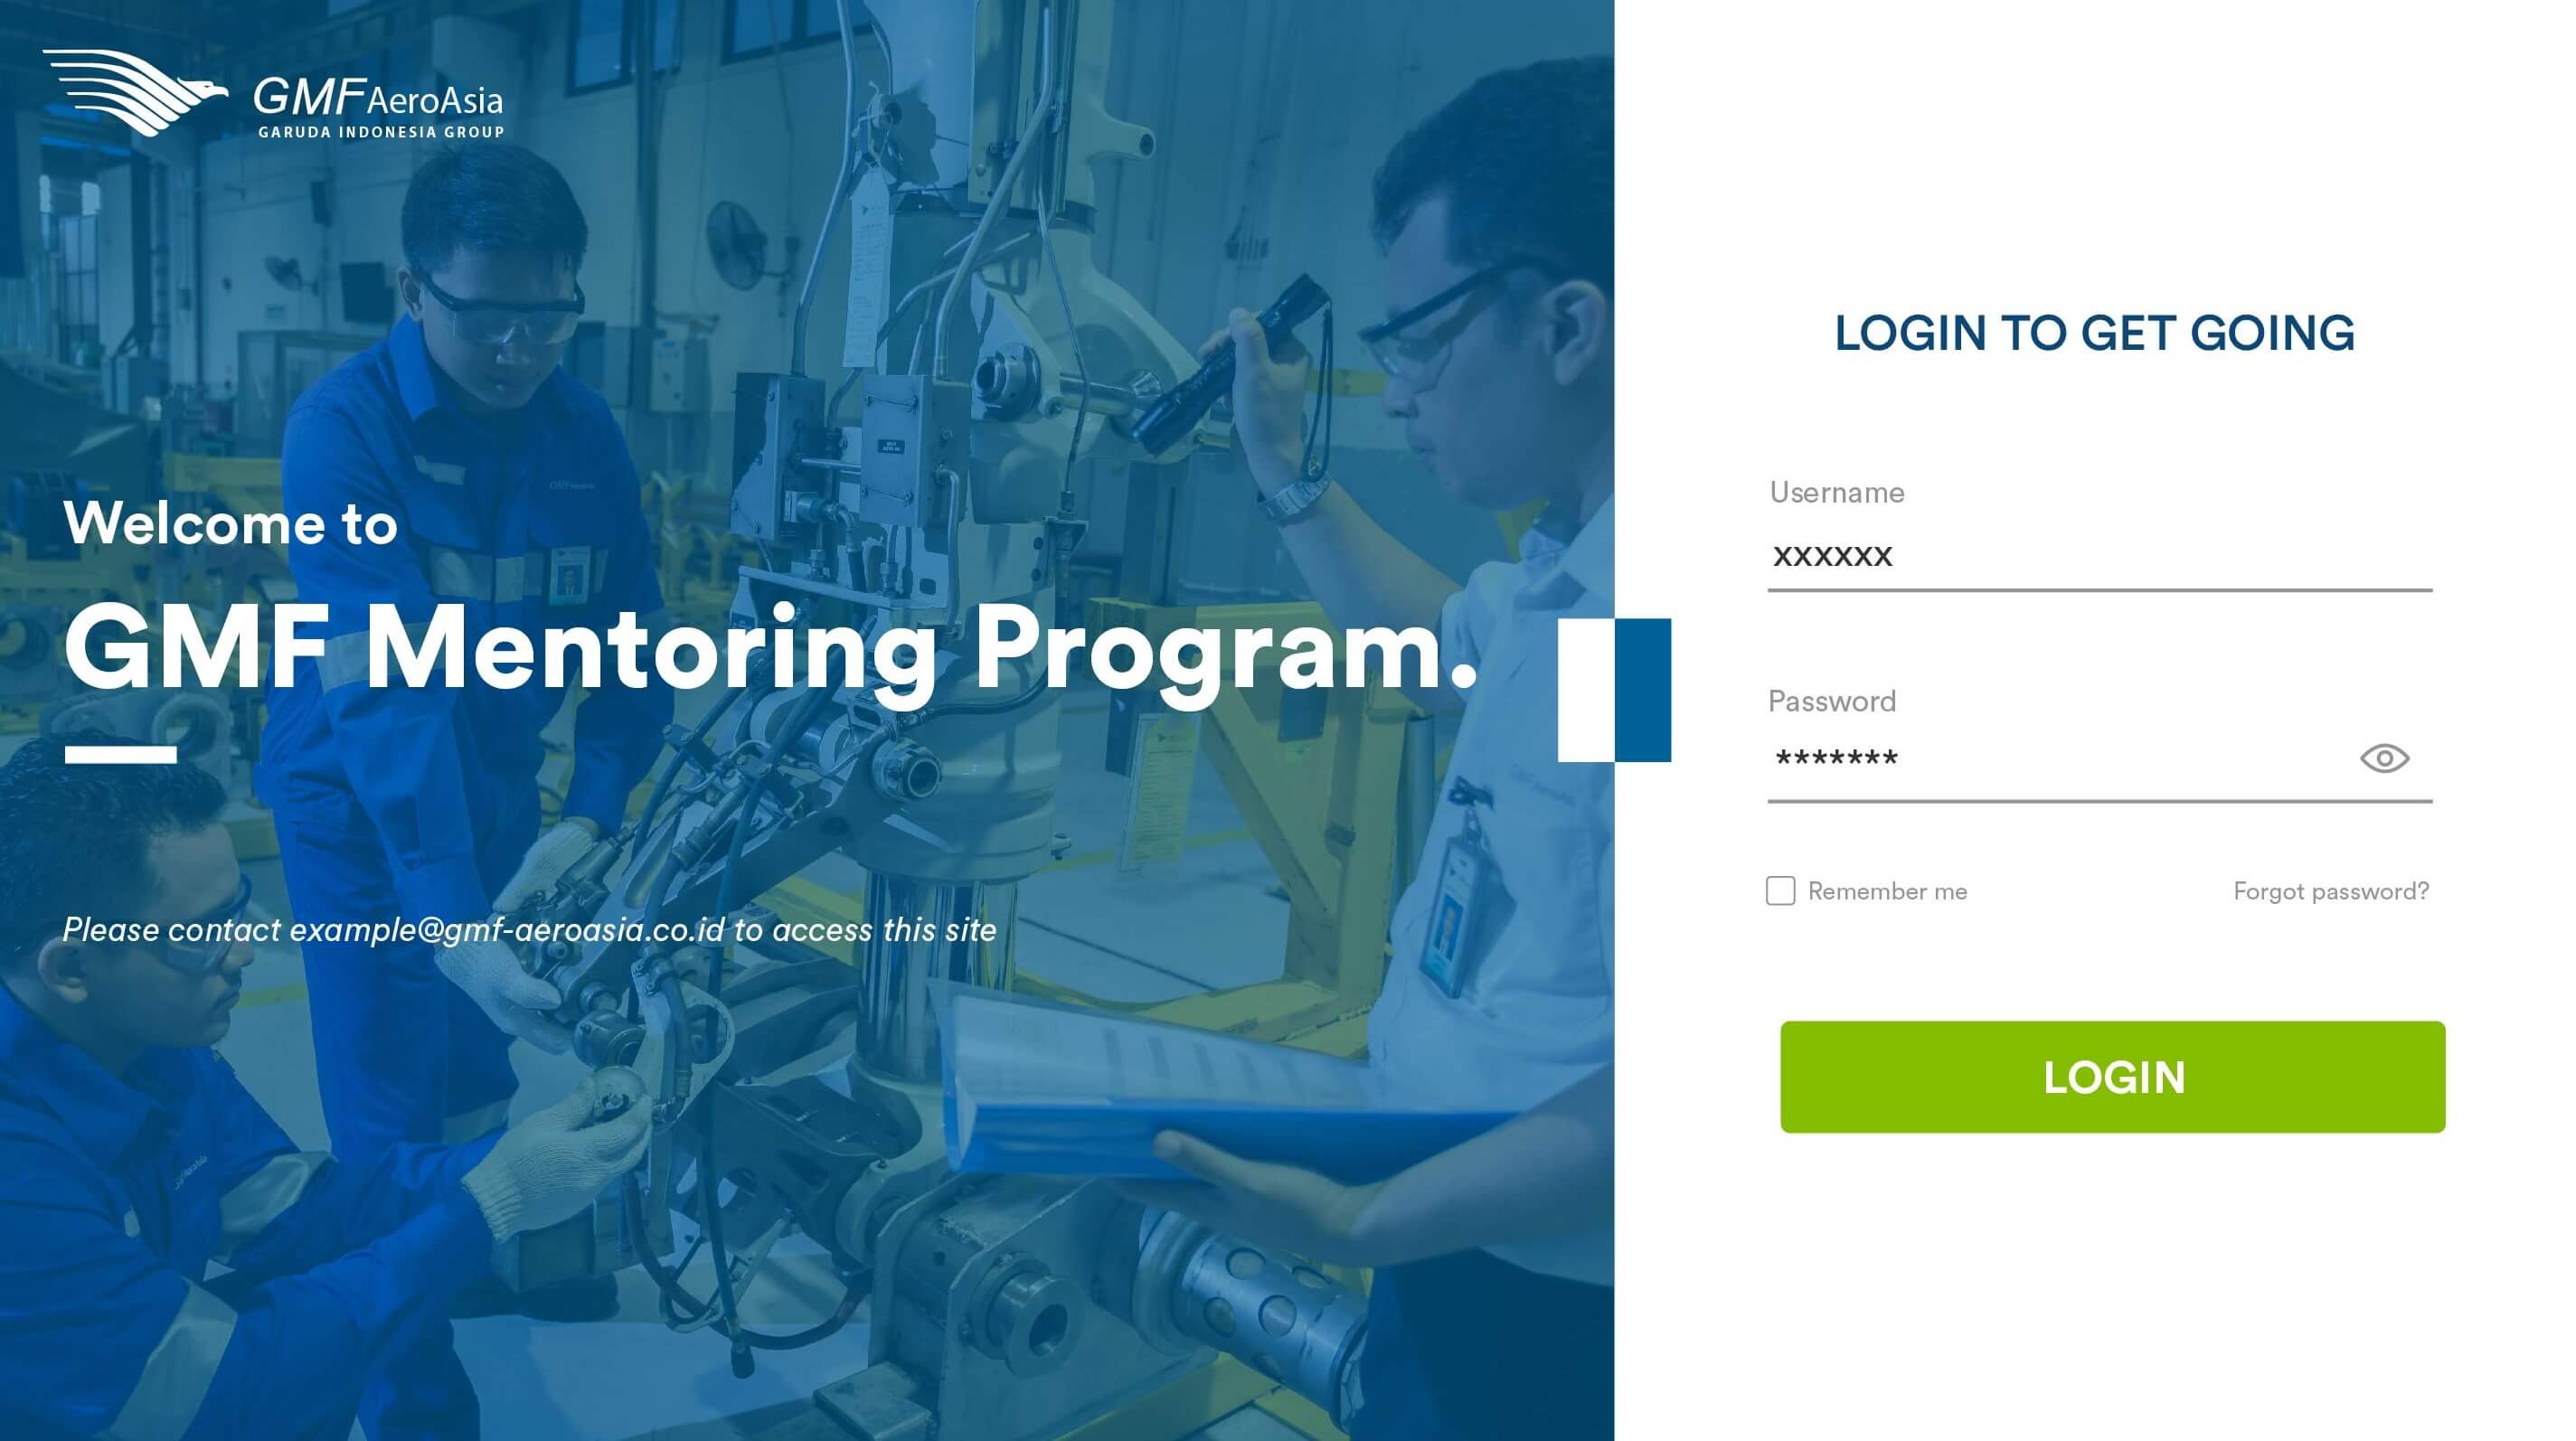 GMF AeroAsia
GARUDA INDONESIA GROUP
Welcome to
GMF Mentoring Program.
Please contact example@gmf-aeroasia.co.id to access this site
LOGIN TO GET GOING
Username
xxxxxx
Password
*******
Remember me
Forgot password?
LOGIN